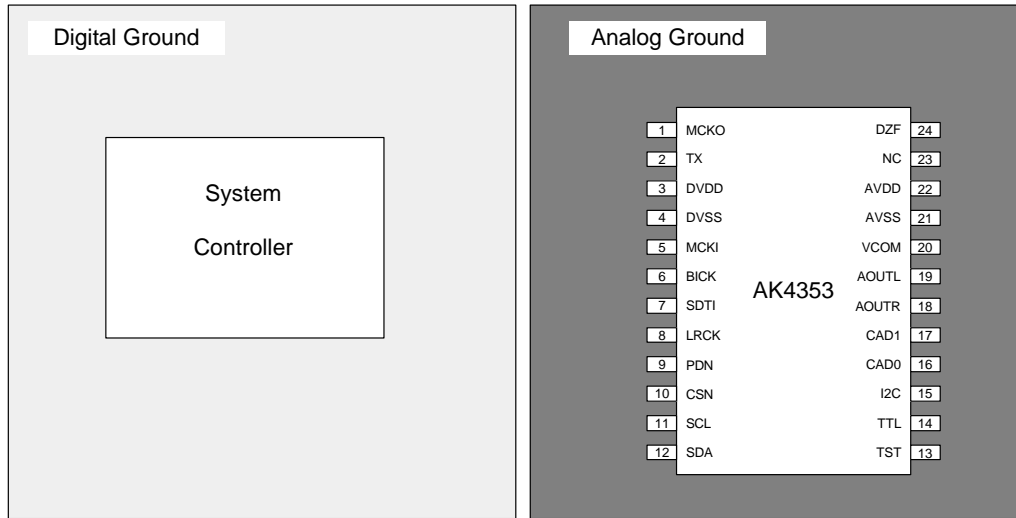 Digital Ground
System
Controller
Analog Ground
1 MCKO
2 TX
3 DVDD
4 DVSS
5 MCKI
6 BICK
7 SDTI
8 LRCK
9 PDN
10 CSN
11 SCL
12 SDA
AK4353
DZF 24
NC 23
AVDD 22
AVSS 21
VCOM 20
AOUTL 19
AOUTR 18
CAD1 17
CAD0 16
I2C 15
TTL 14
TST 13